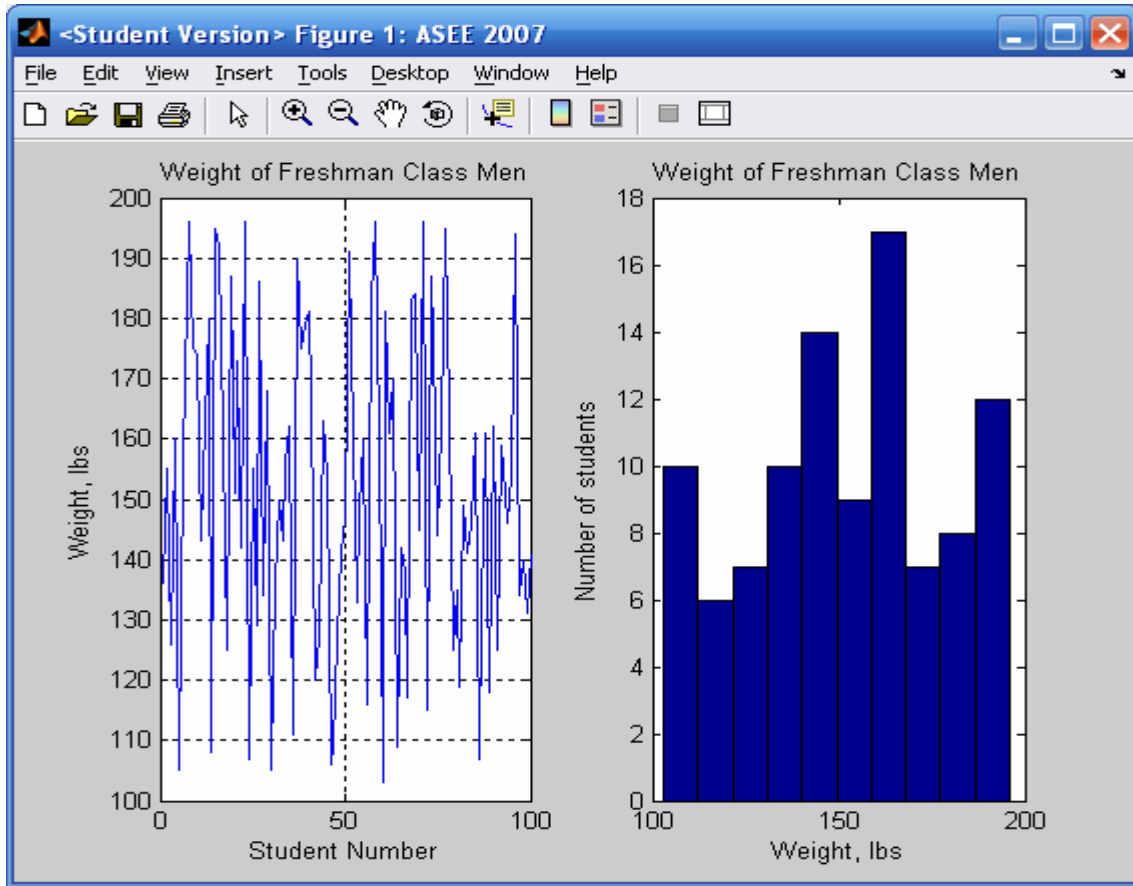 <Student Version> Figure 1: ASEE 2007
File Edit View Insert Tools Desktop Window Help
Weight of Freshman Class Men
200
190
180
170
160
150
140
130
120
110
100
0 50 100
Weight, lbs
Student Number
Weight of Freshman Class Men
18
16
14
12
10
8
6
4
2
0
100 150 200
Number of students
Weight, lbs